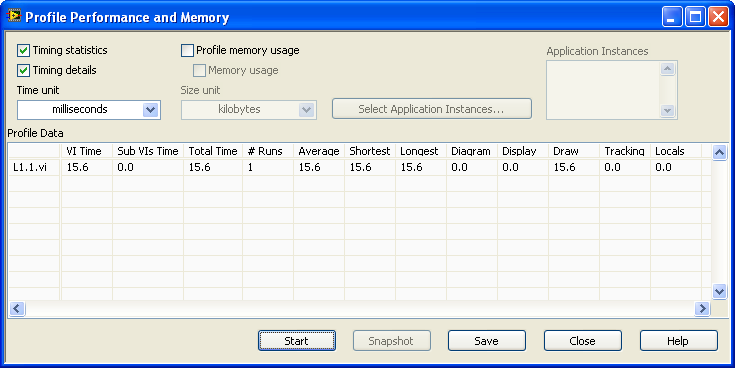 Profile Performance and Memory
Timing statistics
Profile memory usage
Application Instances
Timing details
Memory usage
Time unit
Size unit
milliseconds
kilobytes
Select Application Instances...
Profile Data
VI Time Sub VIs Time Total Time # Runs Average Shortest Longest Diagram Display Draw Tracking Locals
L1.1.vi 15.6 0.0 15.6 1 15.6 15.6 15.6 0.0 0.0 15.6 0.0 0.0
Start Snapshot Save Close Help